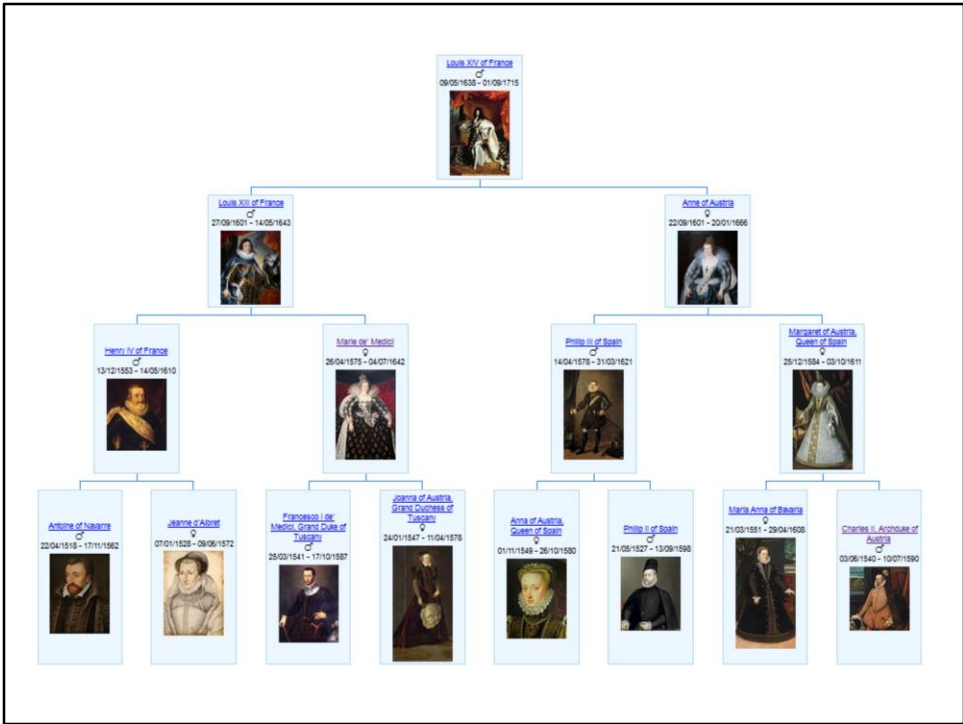 Louis XIV of France
♂
09/05/1638 - 01/09/1715
Louis XIII of France
♂
27/09/1601 - 14/05/1643
Anne of Austria
♀
22/09/1601 - 20/01/1666
Henry IV of France
♂
13/12/1553 - 14/05/1610
Marie de' Medici
♀
26/04/1575 - 04/07/1642
Philip III of Spain
♂
14/04/1578 - 31/03/1621
Margaret of Austria,
Queen of Spain
♀
25/12/1584 - 03/10/1611
Antoine of Navarre
♂
22/04/1518 - 17/11/1562
Jeanne d'Albret
♀
07/01/1528 - 09/06/1572
Francesco I de'
Medici, Grand Duke of
Tuscany
♂
25/03/1541 - 17/10/1587
Joanna of Austria,
Grand Duchess of
Tuscany
♀
24/01/1547 - 11/04/1578
Anna of Austria,
Queen of Spain
♀
01/11/1549 - 26/10/1580
Philip II of Spain
♂
21/05/1527 - 13/09/1598
Maria Anna of Bavaria
♀
21/03/1551 - 29/04/1608
Charles II, Archduke of
Austria
♂
03/06/1540 - 10/07/1590